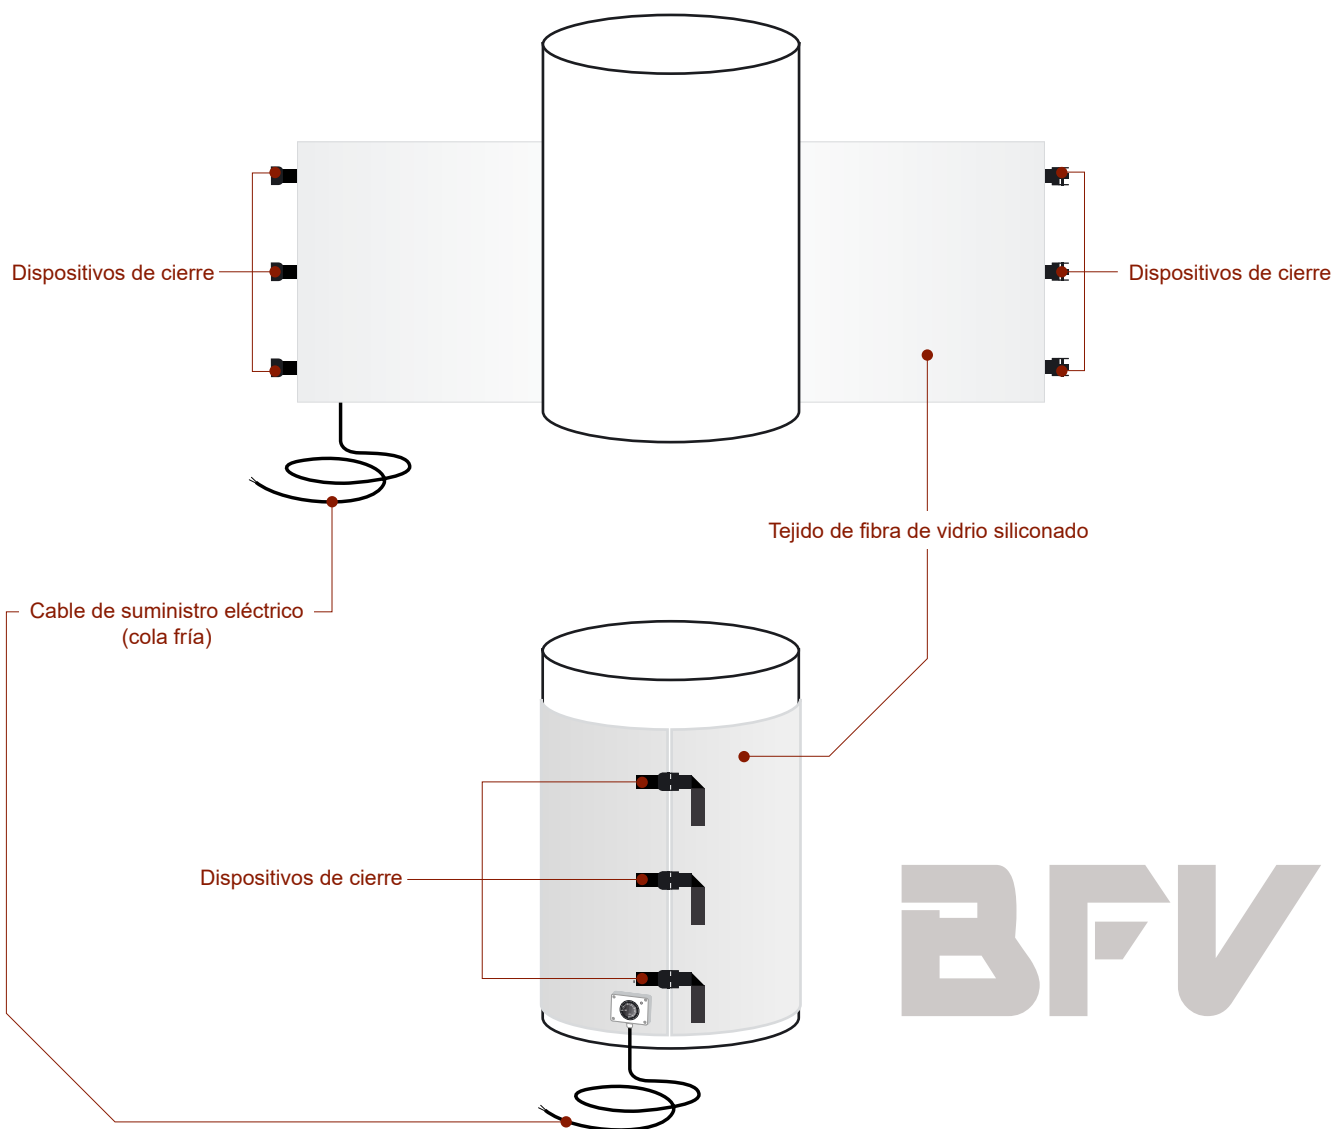 Dispositivos de cierre
Dispositivos de cierre
Tejido de fibra de vidrio siliconado
Cable de suministro eléctrico
(cola fría)
Dispositivos de cierre
BFV